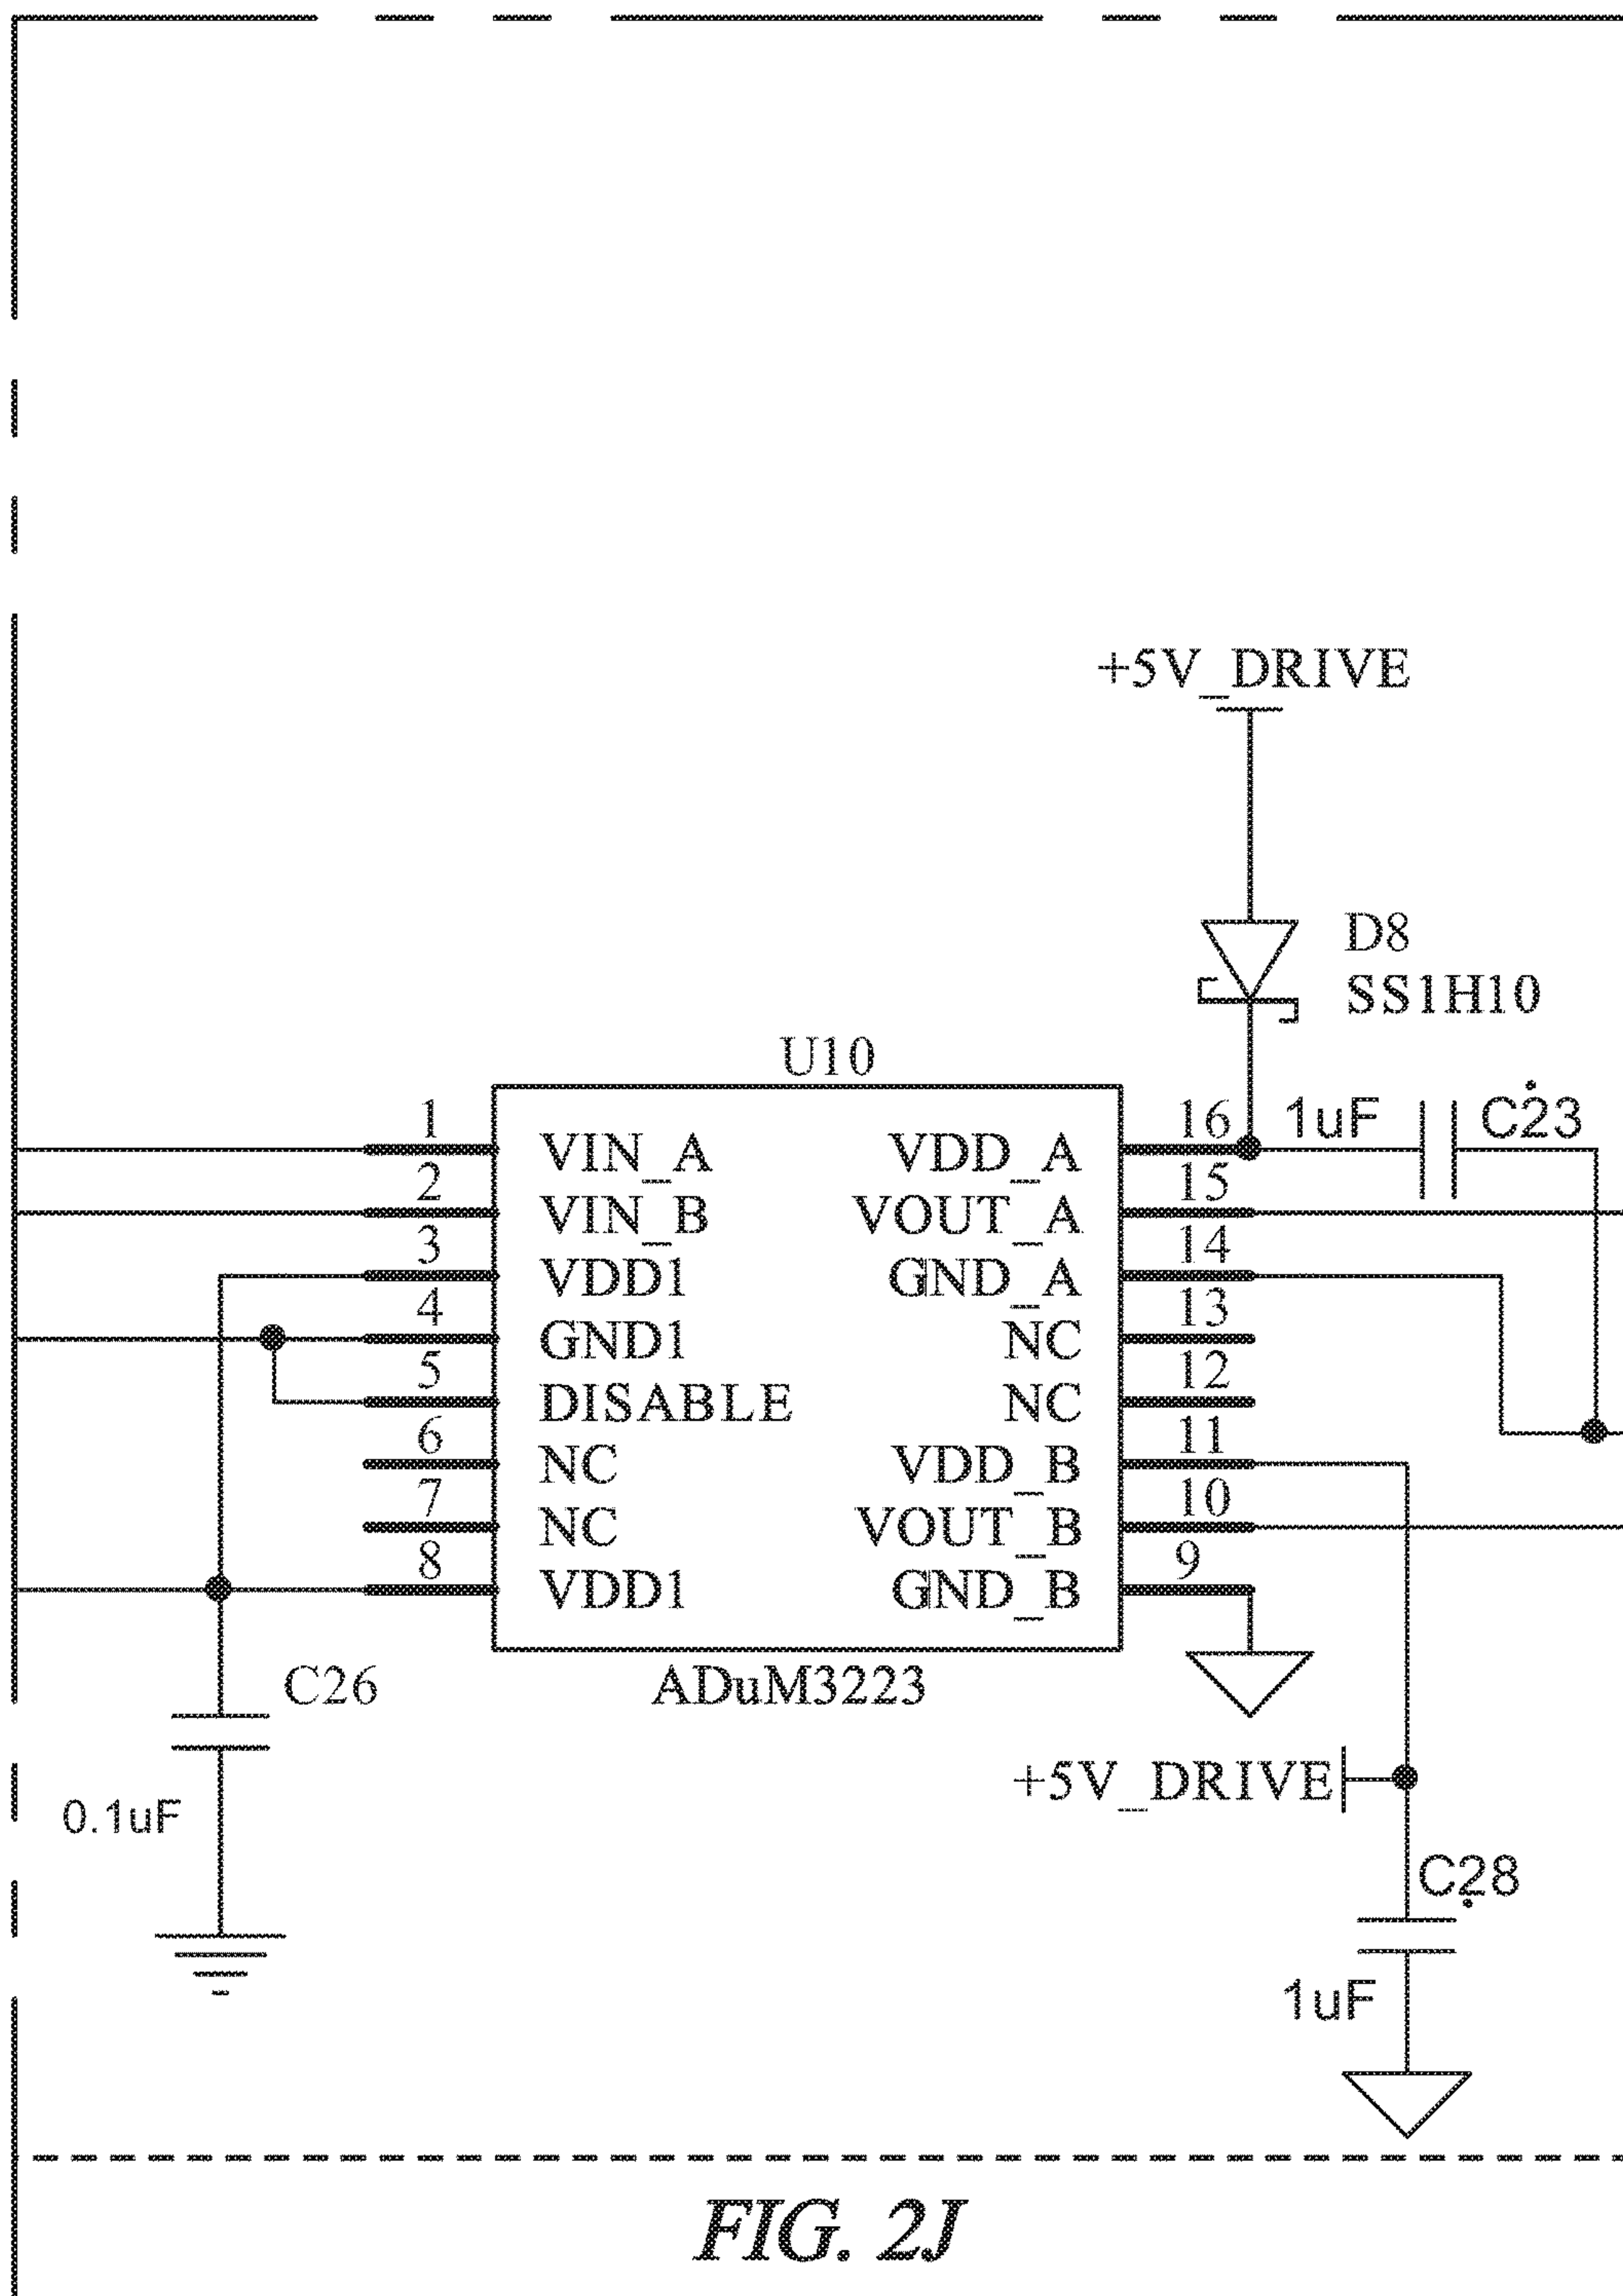 +5V_DRIVE
D8
SS1H10
U10
1uF
C23
1 VIN_A VDD_A 16
2 VIN_B VOUT_A 15
3 VDD1 GND_A 14
4 GND1 NC 13
5 DISABLE NC 12
6 NC VDD_B 11
7 NC VOUT_B 10
8 VDD1 GND_B 9
C26
ADuM3223
+5V_DRIVE
0.1uF
C28
1uF
FIG. 2J